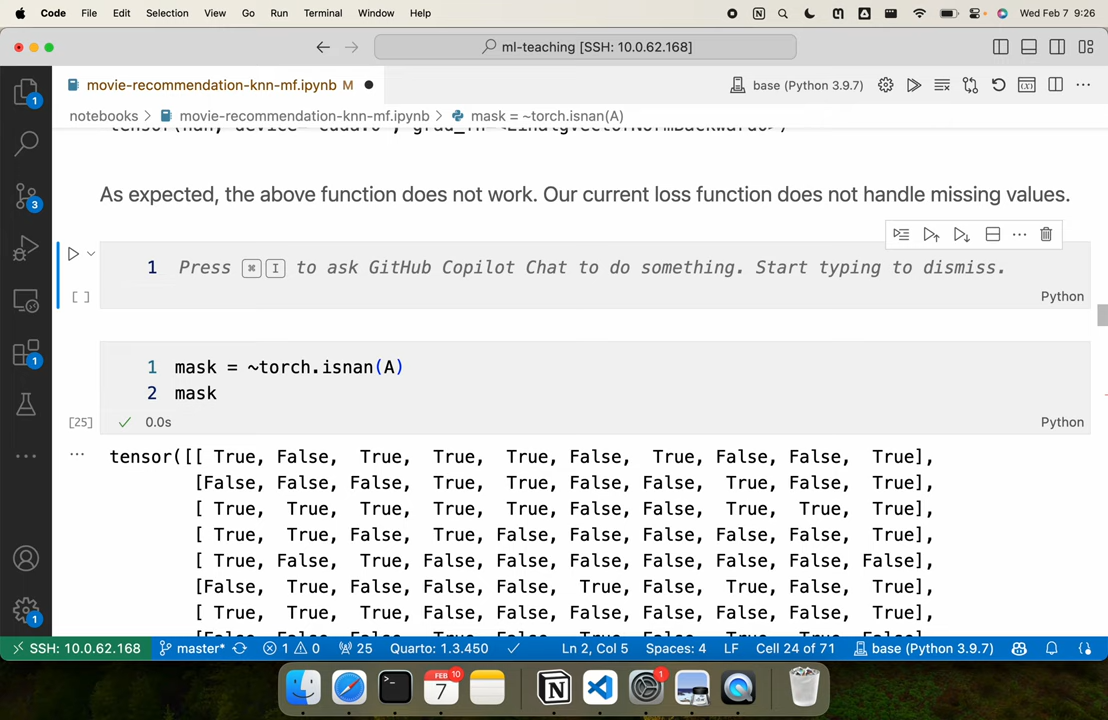 Code File Edit Selection View Go Run Terminal Window Help Wed Feb 7 9:26
ml-teaching [SSH: 10.0.62.168]
movie-recommendation-knn-mf.ipynb M base (Python 3.9.7)
notebooks > movie-recommendation-knn-mf.ipynb > mask = ~torch.isnan(A)
As expected, the above function does not work. Our current loss function does not handle missing values.
1 Press ⌘ I to ask GitHub Copilot Chat to do something. Start typing to dismiss.
[ ] Python
1 mask = ~torch.isnan(A)
2 mask
[25] 0.0s Python
... tensor([[ True, False,  True,  True,  True, False,  True, False, False,  True],
[False, False, False,  True,  True, False, False,  True, False,  True],
[ True,  True,  True,  True,  True, False, False,  True,  True,  True],
[ True,  True, False,  True, False, False, False, False, False,  True],
[ True, False,  True, False, False, False, False, False, False, False],
[False,  True, False, False, False,  True, False,  True, False,  True],
[ True,  True,  True, False, False, False, False, False, False,  True],
SSH: 10.0.62.168 master* 1 0 25 Quarto: 1.3.450 Ln 2, Col 5 Spaces: 4 LF Cell 24 of 71 base (Python 3.9.7)
FEB 10
7
1